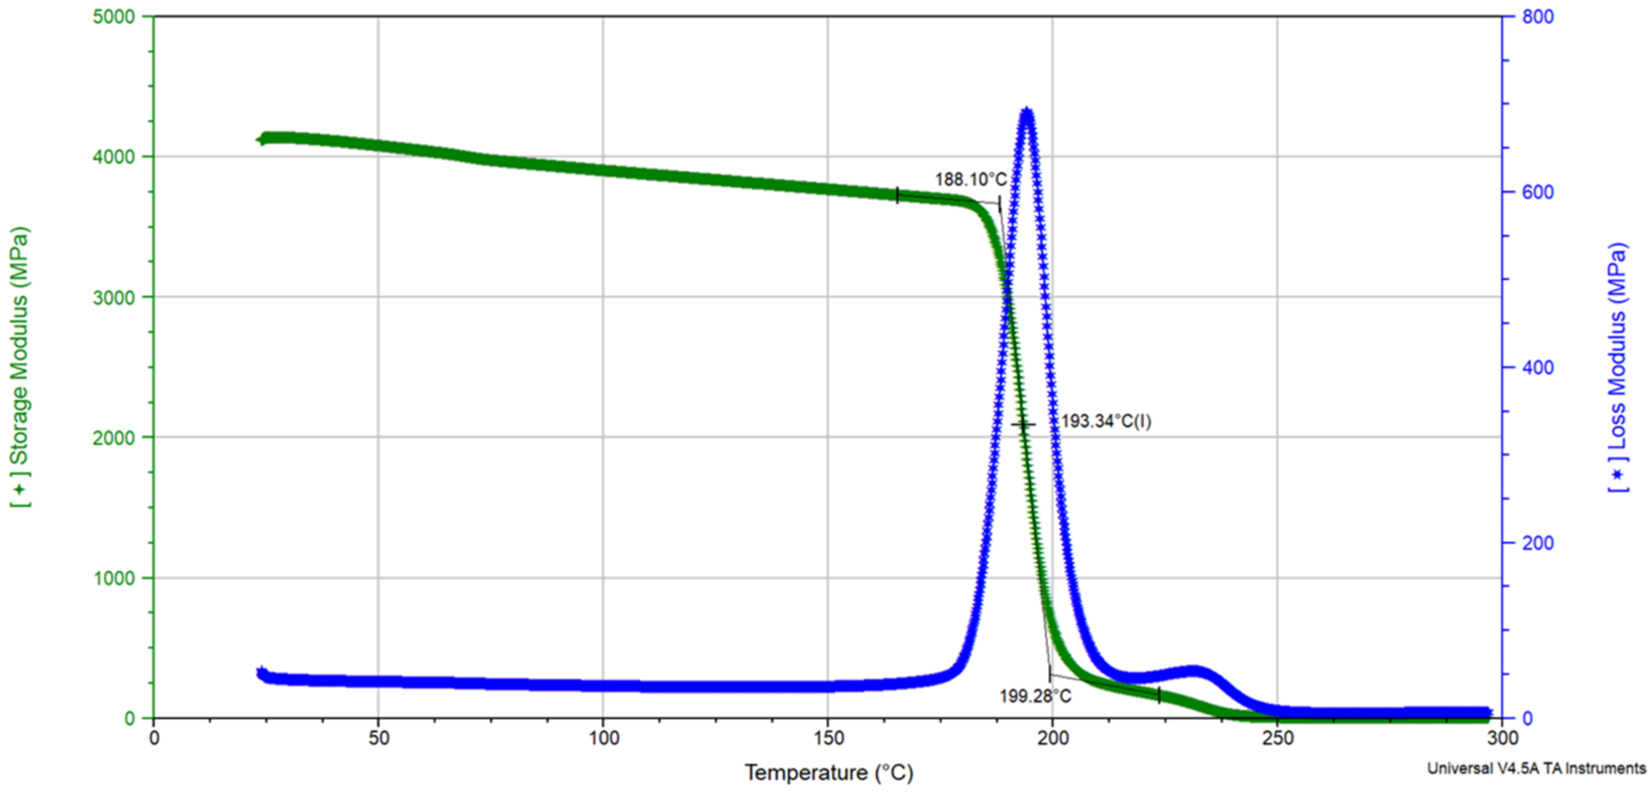 5000
4000
3000
2000
1000
0
[ + ] Storage Modulus (MPa)
800
600
400
200
0
[ * ] Loss Modulus (MPa)
188.10°C
193.34°C(I)
199.28°C
0 50 100 150 200 250 300
Temperature (°C)
Universal V4.5A TA Instruments